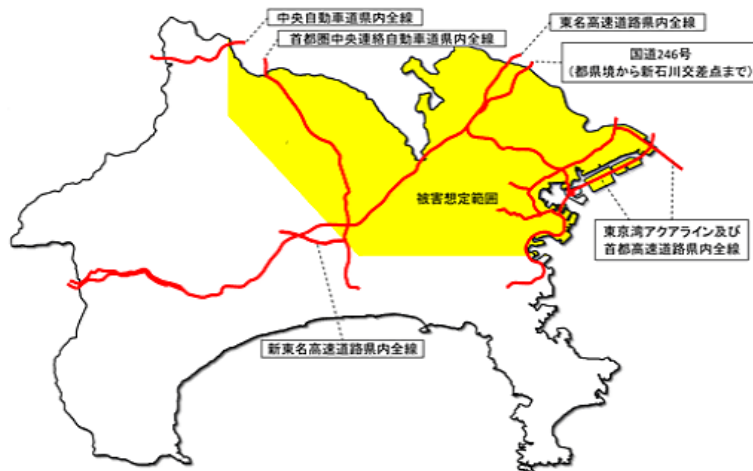 中央自動車道県内全線
首都圏中央連絡自動車道県内全線
東名高速道路県内全線
国道246号
(都県境から新石川交差点まで)
被害想定範囲
東京湾アクアライン及び
首都高速道路県内全線
新東名高速道路県内全線